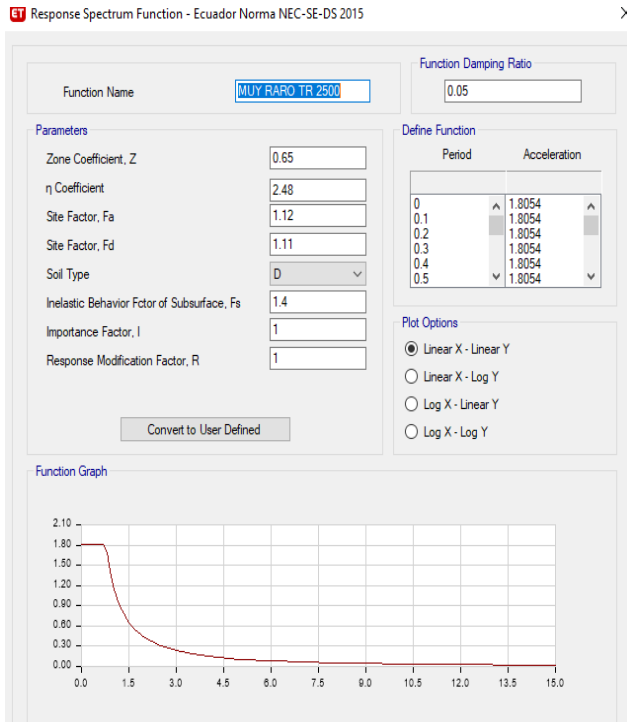 ET Response Spectrum Function - Ecuador Norma NEC-SE-DS 2015
Function Name MUY RARO TR 2500
Function Damping Ratio
0.05
Parameters
Zone Coefficient, Z 0.65
η Coefficient 2.48
Site Factor, Fa 1.12
Site Factor, Fd 1.11
Soil Type D
Inelastic Behavior Fctor of Subsurface, Fs 1.4
Importance Factor, I 1
Response Modification Factor, R 1
Convert to User Defined
Define Function
Period Acceleration
0 1.8054
0.1 1.8054
0.2 1.8054
0.3 1.8054
0.4 1.8054
0.5 1.8054
Plot Options
Linear X - Linear Y
Linear X - Log Y
Log X - Linear Y
Log X - Log Y
Function Graph
2.10
1.80
1.50
1.20
0.90
0.60
0.30
0.00
0.0 1.5 3.0 4.5 6.0 7.5 9.0 10.5 12.0 13.5 15.0